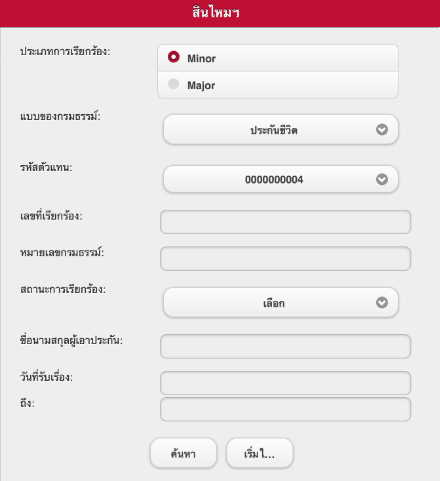 สินไหมฯ
ประเภทการเรียกร้อง:
Minor
Major
แบบของกรมธรรม์:
ประกันชีวิต
รหัสตัวแทน:
0000000004
เลขที่เรียกร้อง:
หมายเลขกรมธรรม์:
สถานะการเรียกร้อง:
เลือก
ชื่อนามสกุลผู้เอาประกัน:
วันที่รับเรื่อง:
ถึง:
ค้นหา
เริ่มใ...